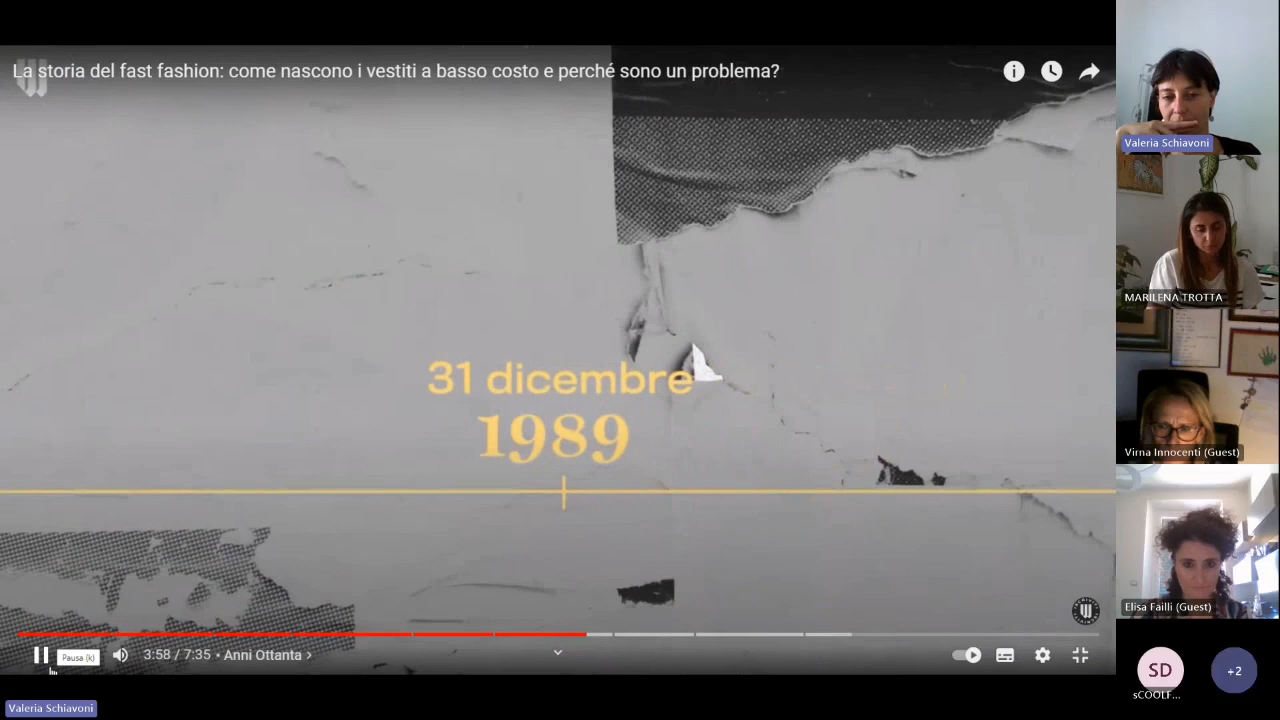 La storia del fast fashion: come nascono i vestiti a basso costo e perché sono un problema?
31 dicembre
1989
Pausa (k)
3:58 / 7:35 • Anni Ottanta >
Valeria Schiavoni
Valeria Schiavoni
MARILENA TROTTA
Virna Innocenti (Guest)
Elisa Failli (Guest)
SD
sCOOLF...
+2